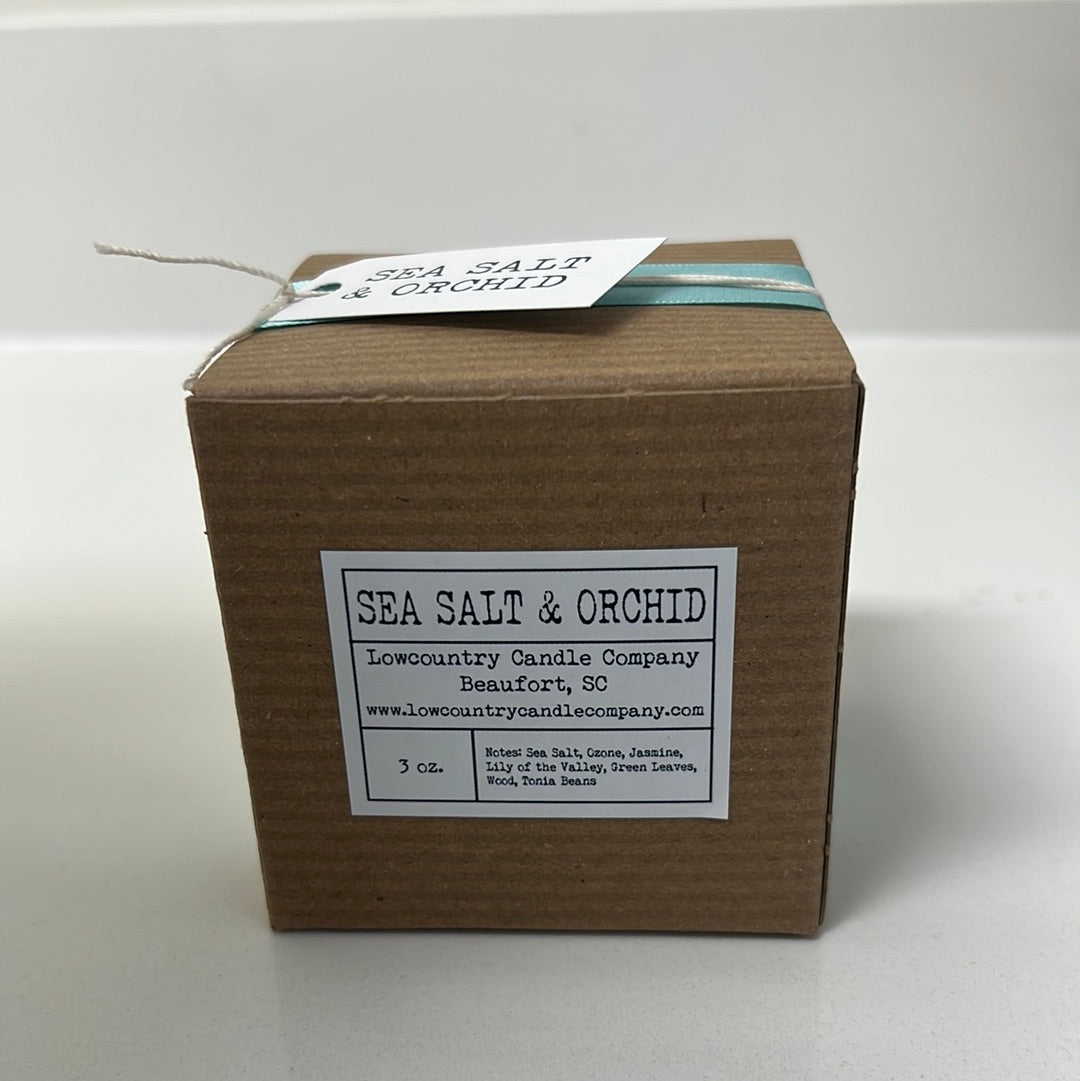 SEA SALT
& ORCHID
SEA SALT & ORCHID
Lowcountry Candle Company
Beaufort, SC
www.lowcountrycandlecompany.com
3 oz.
Notes: Sea Salt, Ozone, Jasmine,
Lily of the Valley, Green Leaves,
Wood, Tonia Beans